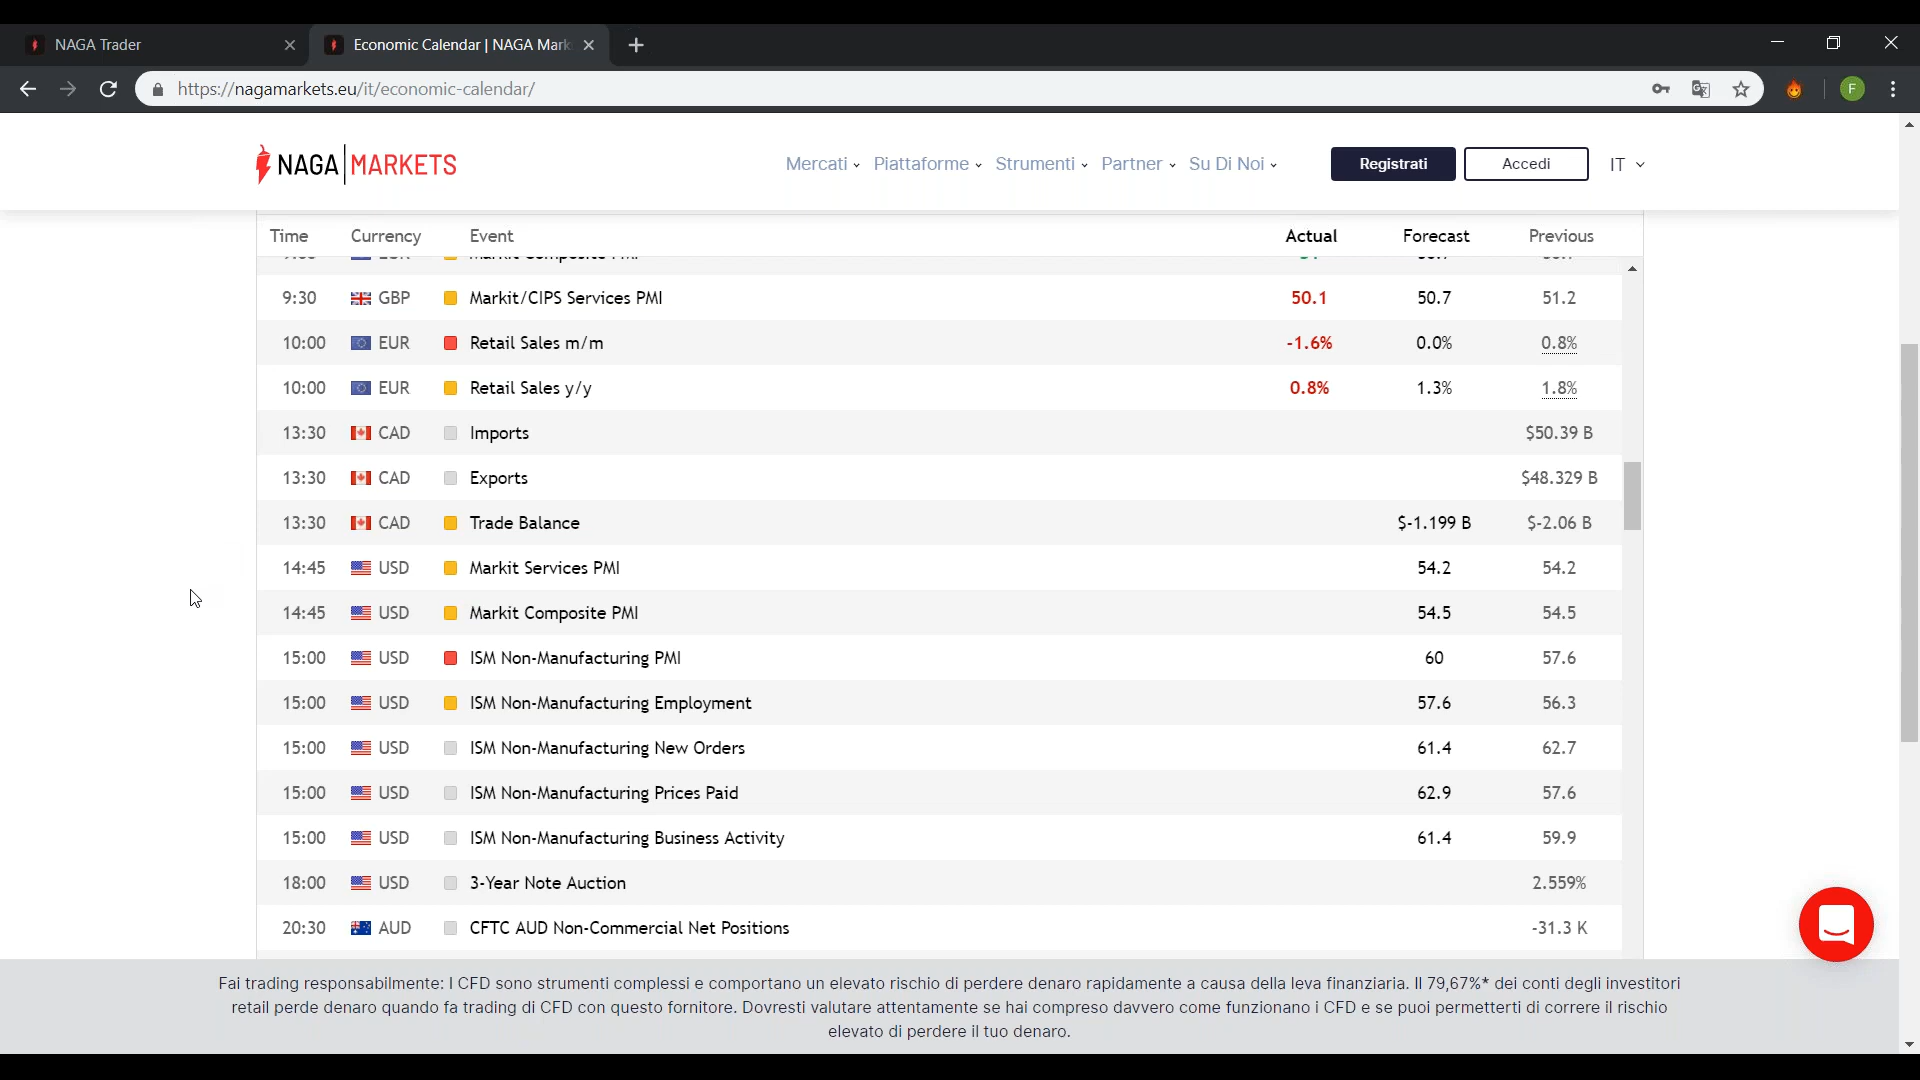 NAGA Trader
Economic Calendar | NAGA Mark
https://nagamarkets.eu/it/economic-calendar/
F
NAGA MARKETS
Mercati Piattaforme Strumenti Partner Su Di Noi Registrati Accedi IT
Time Currency Event Actual Forecast Previous
9:30 GBP Markit/CIPS Services PMI 50.1 50.7 51.2
10:00 EUR Retail Sales m/m -1.6% 0.0% 0.8%
10:00 EUR Retail Sales y/y 0.8% 1.3% 1.8%
13:30 CAD Imports $50.39 B
13:30 CAD Exports $48.329 B
13:30 CAD Trade Balance $-1.199 B $-2.06 B
14:45 USD Markit Services PMI 54.2 54.2
14:45 USD Markit Composite PMI 54.5 54.5
15:00 USD ISM Non-Manufacturing PMI 60 57.6
15:00 USD ISM Non-Manufacturing Employment 57.6 56.3
15:00 USD ISM Non-Manufacturing New Orders 61.4 62.7
15:00 USD ISM Non-Manufacturing Prices Paid 62.9 57.6
15:00 USD ISM Non-Manufacturing Business Activity 61.4 59.9
18:00 USD 3-Year Note Auction 2.559%
20:30 AUD CFTC AUD Non-Commercial Net Positions -31.3 K
Fai trading responsabilmente: I CFD sono strumenti complessi e comportano un elevato rischio di perdere denaro rapidamente a causa della leva finanziaria. Il 79,67%* dei conti degli investitori
retail perde denaro quando fa trading di CFD con questo fornitore. Dovresti valutare attentamente se hai compreso davvero come funzionano i CFD e se puoi permetterti di correre il rischio
elevato di perdere il tuo denaro.